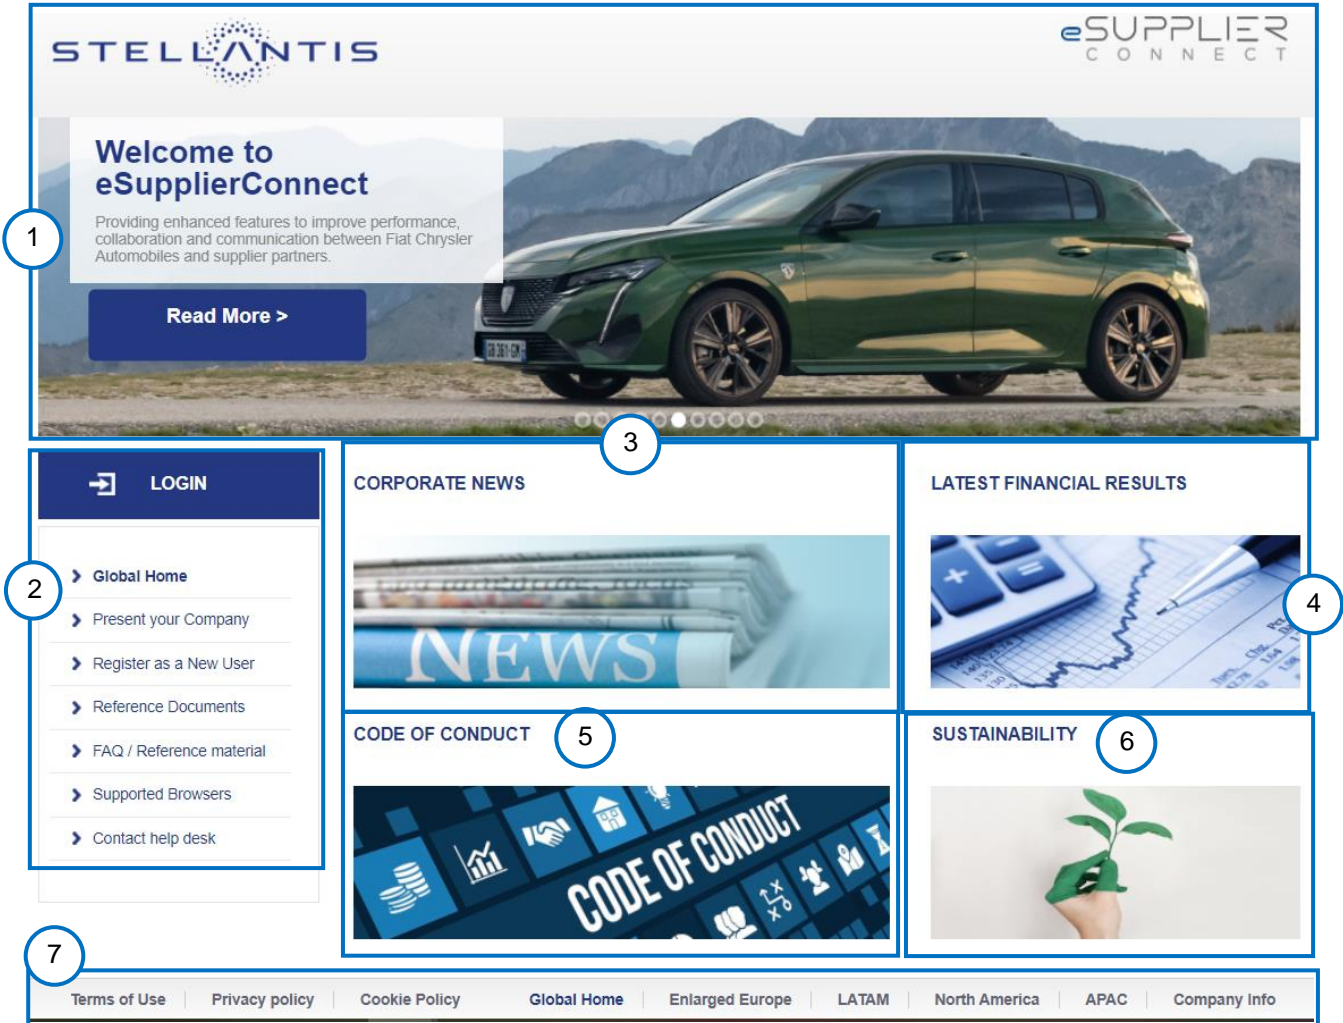 STELLANTIS
eSUPPLIER
CONNECT
Welcome to
eSupplierConnect
Providing enhanced features to improve performance,
collaboration and communication between Fiat Chrysler
Automobiles and supplier partners.
1
Read More >
GB 361-GM
3
LOGIN
2
Global Home
Present your Company
Register as a New User
Reference Documents
FAQ / Reference material
Supported Browsers
Contact help desk
CORPORATE NEWS
NEWS
LATEST FINANCIAL RESULTS
4
CODE OF CONDUCT
5
CODE OF CONDUCT
SUSTAINABILITY
6
7
Terms of Use
Privacy policy
Cookie Policy
Global Home
Enlarged Europe
LATAM
North America
APAC
Company Info